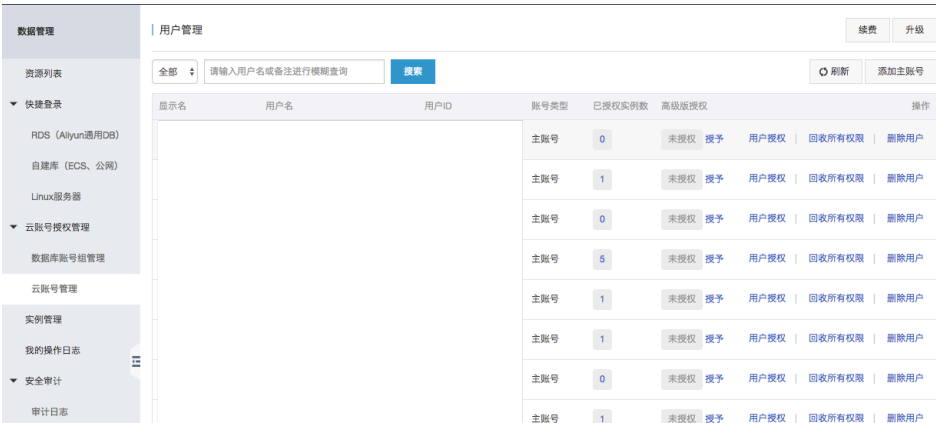 数据管理
资源列表
快捷登录
RDS（Aliyun通用DB）
自建库（ECS、公网）
Linux服务器
云账号授权管理
数据库账号组管理
云账号管理
实例管理
我的操作日志
安全审计
审计日志
用户管理 续费 升级
全部 请输入用户名或备注进行模糊查询 搜索 刷新 添加主账号
显示名 用户名 用户ID 账号类型 已授权实例数 高级版授权 操作
主账号 0 未授权 授予 用户授权 | 回收所有权限 | 删除用户
主账号 1 未授权 授予 用户授权 | 回收所有权限 | 删除用户
主账号 0 未授权 授予 用户授权 | 回收所有权限 | 删除用户
主账号 5 未授权 授予 用户授权 | 回收所有权限 | 删除用户
主账号 1 未授权 授予 用户授权 | 回收所有权限 | 删除用户
主账号 1 未授权 授予 用户授权 | 回收所有权限 | 删除用户
主账号 0 未授权 授予 用户授权 | 回收所有权限 | 删除用户
主账号 1 未授权 授予 用户授权 | 回收所有权限 | 删除用户